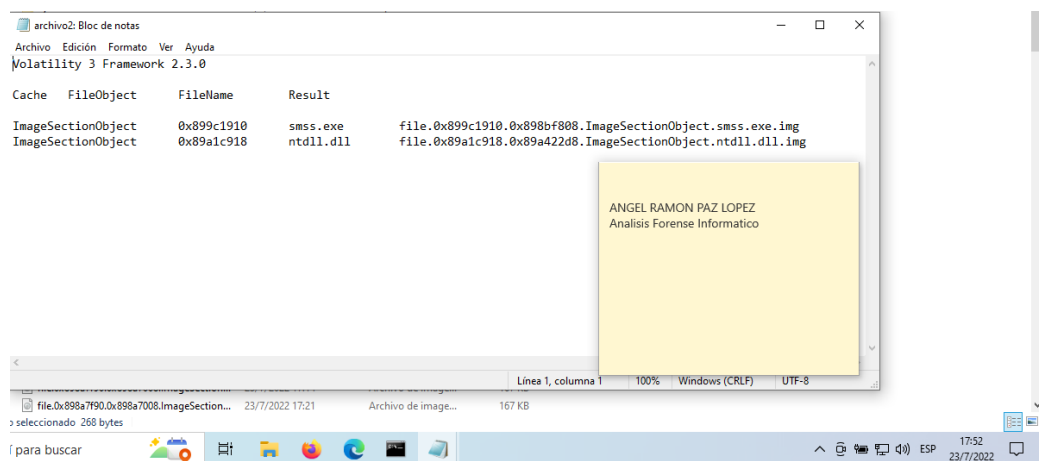 archivo2: Bloc de notas
Archivo Edición Formato Ver Ayuda
Volatility 3 Framework 2.3.0
Cache FileObject FileName Result
ImageSectionObject 0x899c1910 smss.exe file.0x899c1910.0x898bf808.ImageSectionObject.smss.exe.img
ImageSectionObject 0x89a1c918 ntdll.dll file.0x89a1c918.0x89a422d8.ImageSectionObject.ntdll.dll.img
ANGEL RAMON PAZ LOPEZ
Analisis Forense Informatico
Línea 1, columna 1 100% Windows (CRLF) UTF-8
file.0x898a7f90.0x898a7008.ImageSection... 23/7/2022 17:21 Archivo de image... 167 KB
o seleccionado 268 bytes
para buscar
ESP
17:52
23/7/2022